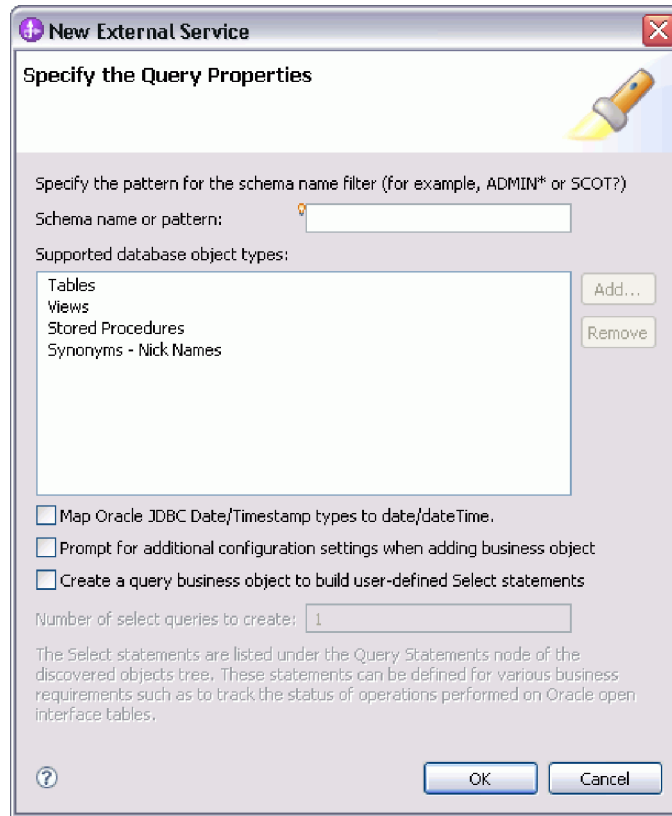 New External Service
Specify the Query Properties
Specify the pattern for the schema name filter (for example, ADMIN* or SCOT?)
Schema name or pattern:
Supported database object types:
Tables
Views
Stored Procedures
Synonyms - Nick Names
Add...
Remove
Map Oracle JDBC Date/Timestamp types to date/dateTime.
Prompt for additional configuration settings when adding business object
Create a query business object to build user-defined Select statements
Number of select queries to create: 1
The Select statements are listed under the Query Statements node of the
discovered objects tree. These statements can be defined for various business
requirements such as to track the status of operations performed on Oracle open
interface tables.
?
OK
Cancel